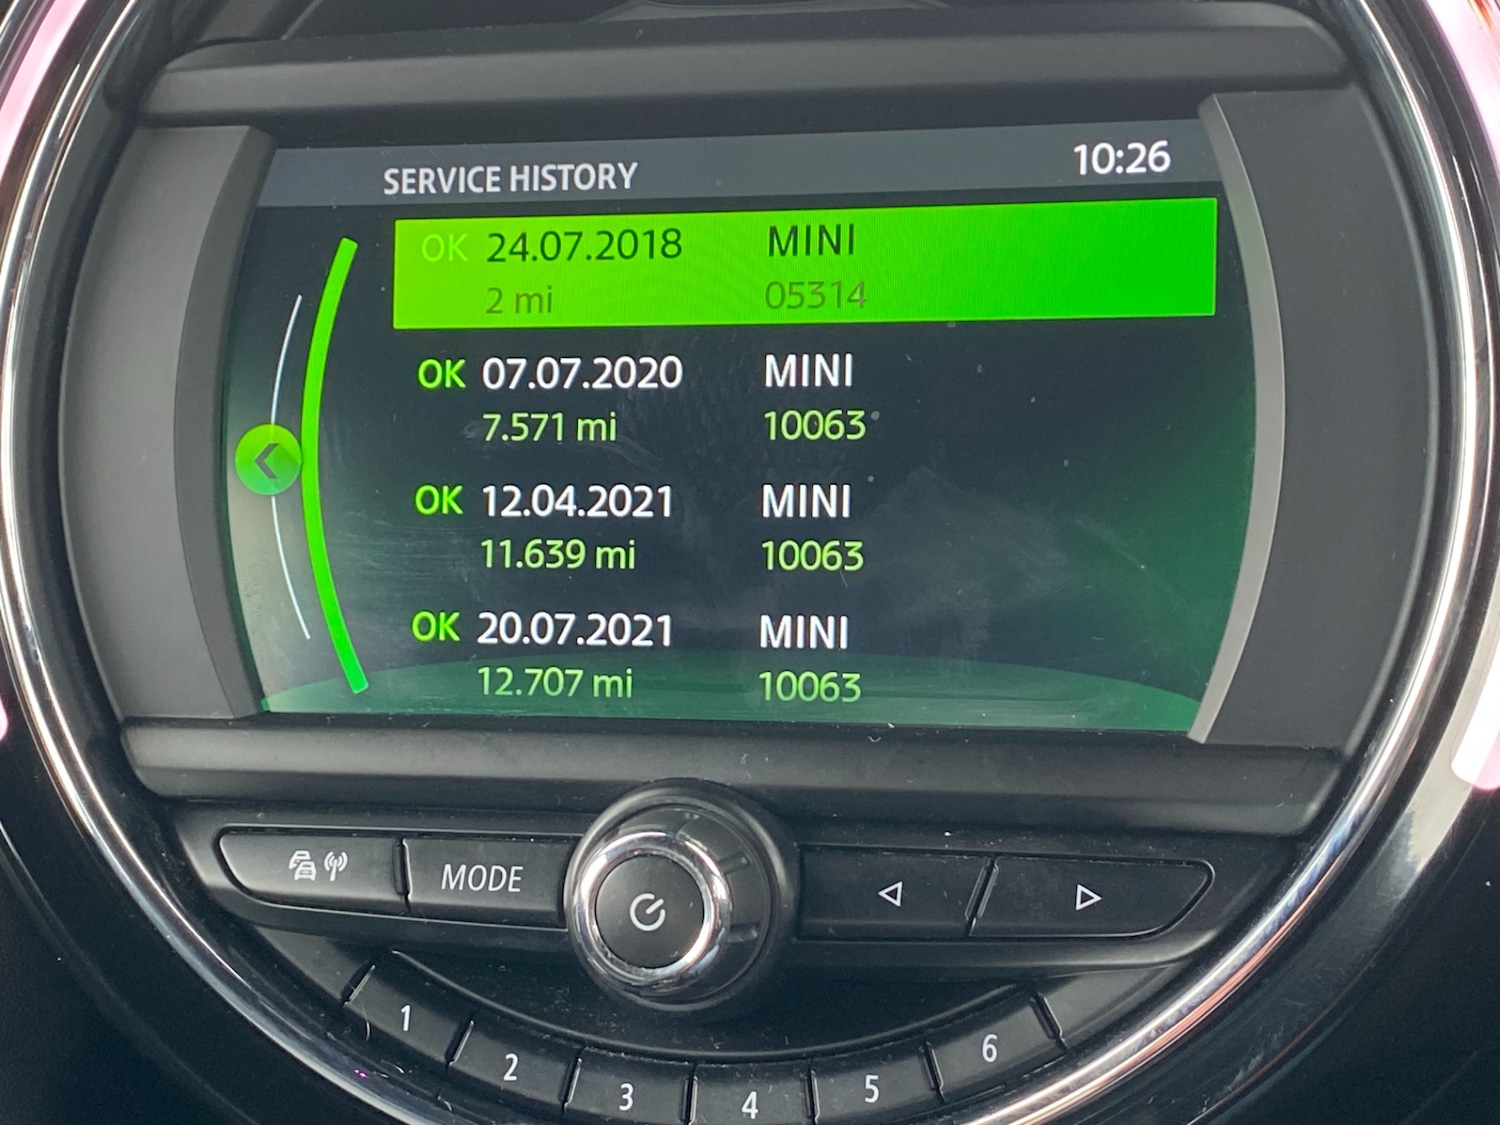 SERVICE HISTORY 10:26
OK 24.07.2018 MINI
2 mi 05314
OK 07.07.2020 MINI
7.571 mi 10063
OK 12.04.2021 MINI
11.639 mi 10063
OK 20.07.2021 MINI
12.707 mi 10063
MODE
1 2 3 4 5 6